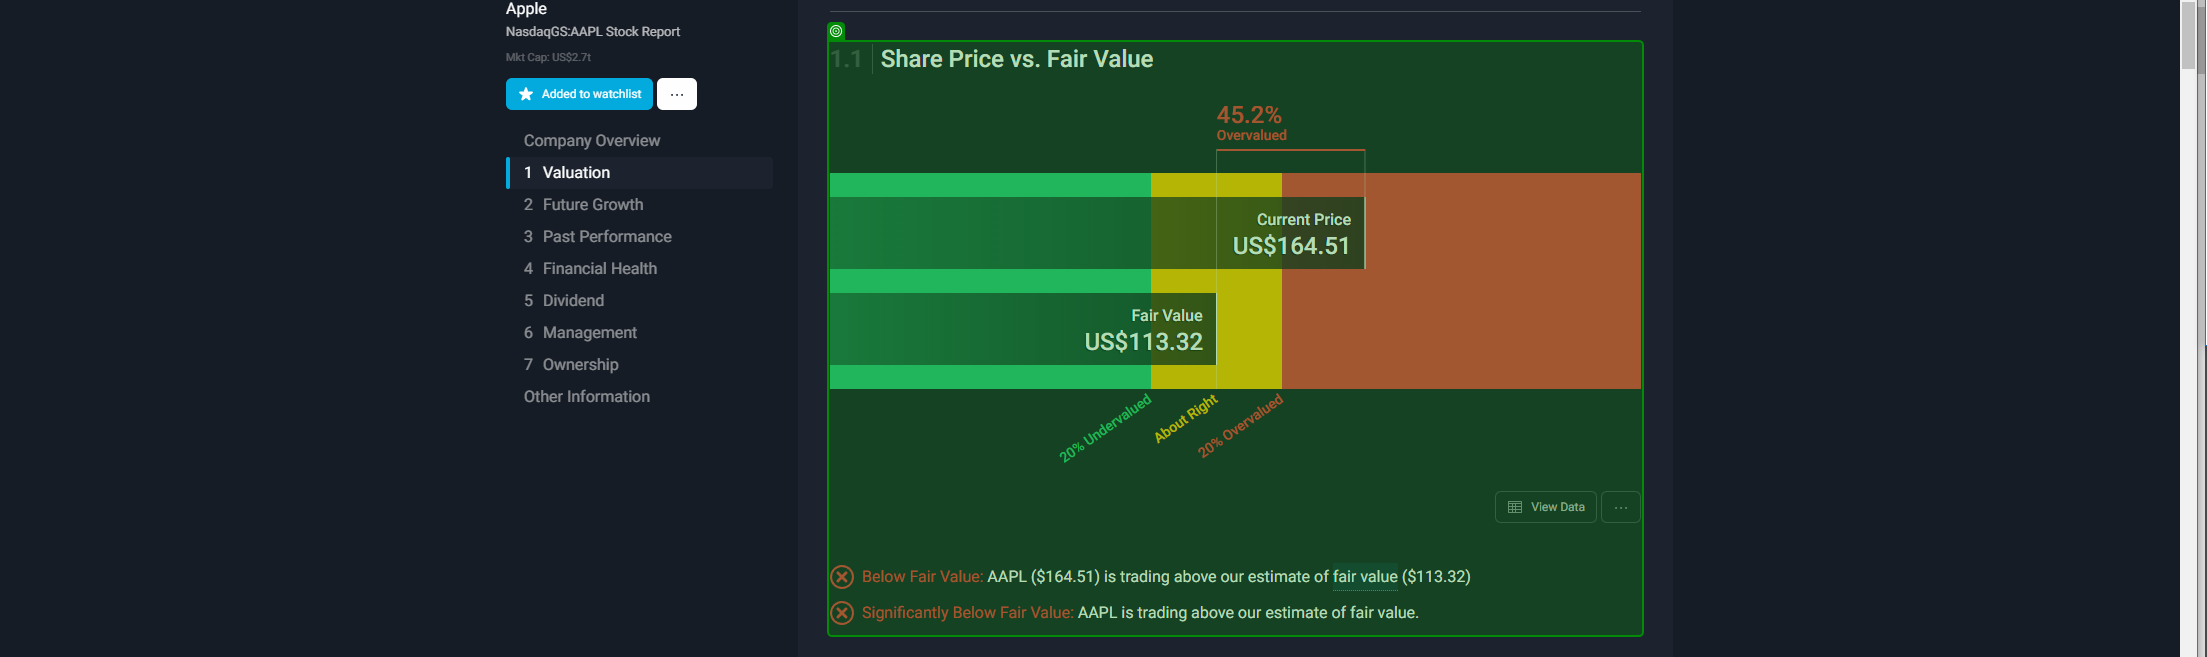 Apple
NasdaqGS:AAPL Stock Report
Mkt Cap: US$2.7t
Added to watchlist
...
Company Overview
1 Valuation
2 Future Growth
3 Past Performance
4 Financial Health
5 Dividend
6 Management
7 Ownership
Other Information
1.1 Share Price vs. Fair Value
45.2%
Overvalued
Current Price
US$164.51
Fair Value
US$113.32
20% Undervalued
About Right
20% Overvalued
View Data
...
Below Fair Value: AAPL ($164.51) is trading above our estimate of fair value ($113.32)
Significantly Below Fair Value: AAPL is trading above our estimate of fair value.